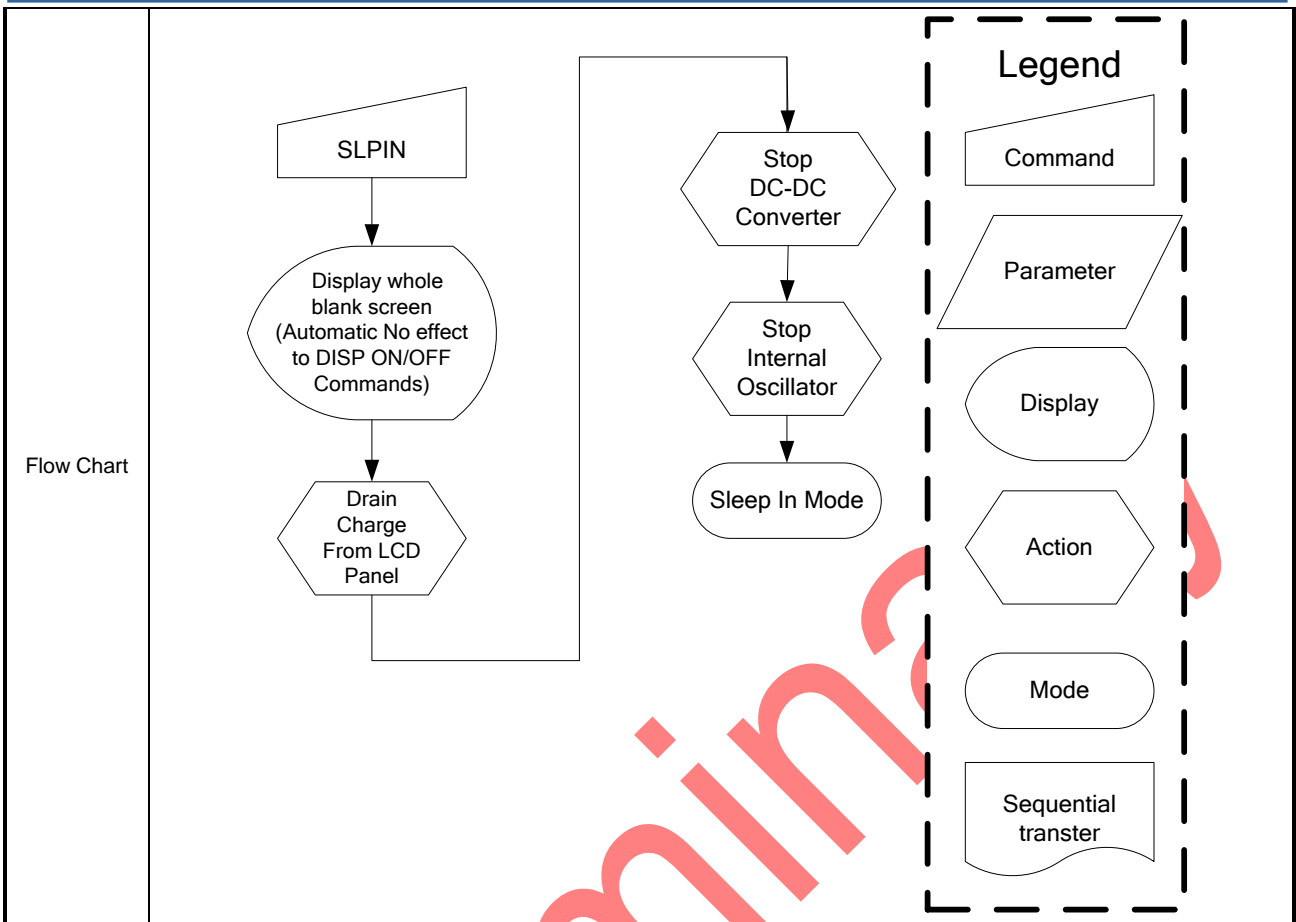 Flow Chart
SLPIN
Display whole
blank screen
(Automatic No effect
to DISP ON/OFF
Commands)
Drain
Charge
From LCD
Panel
Stop
DC-DC
Converter
Stop
Internal
Oscillator
Sleep In Mode
Legend
Command
Parameter
Display
Action
Mode
Sequential
transter